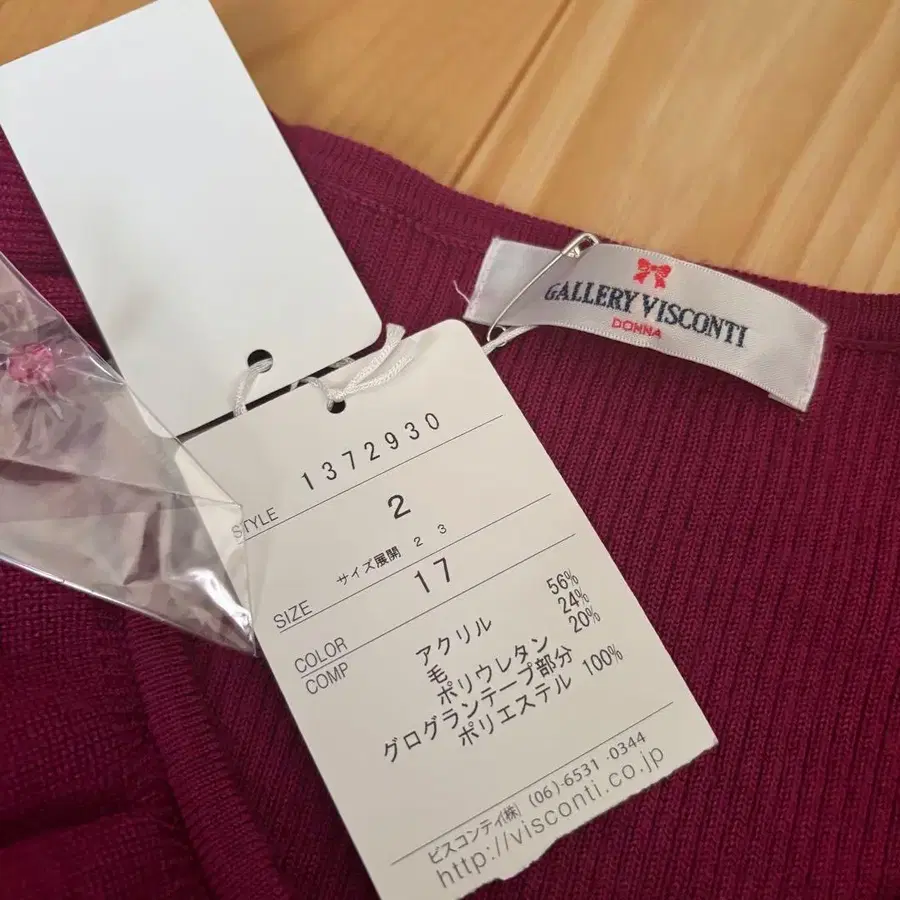 GALLERY VISCONTI
DONNA
STYLE 1372930
2
サイズ展開 2 3
SIZE 17
COLOR
COMP
アクリル 56%
毛 24%
ポリウレタン 20%
グログランテープ部分
ポリエステル 100%
ビスコンティ(株) (06)-6531-0344
http://visconti.co.jp